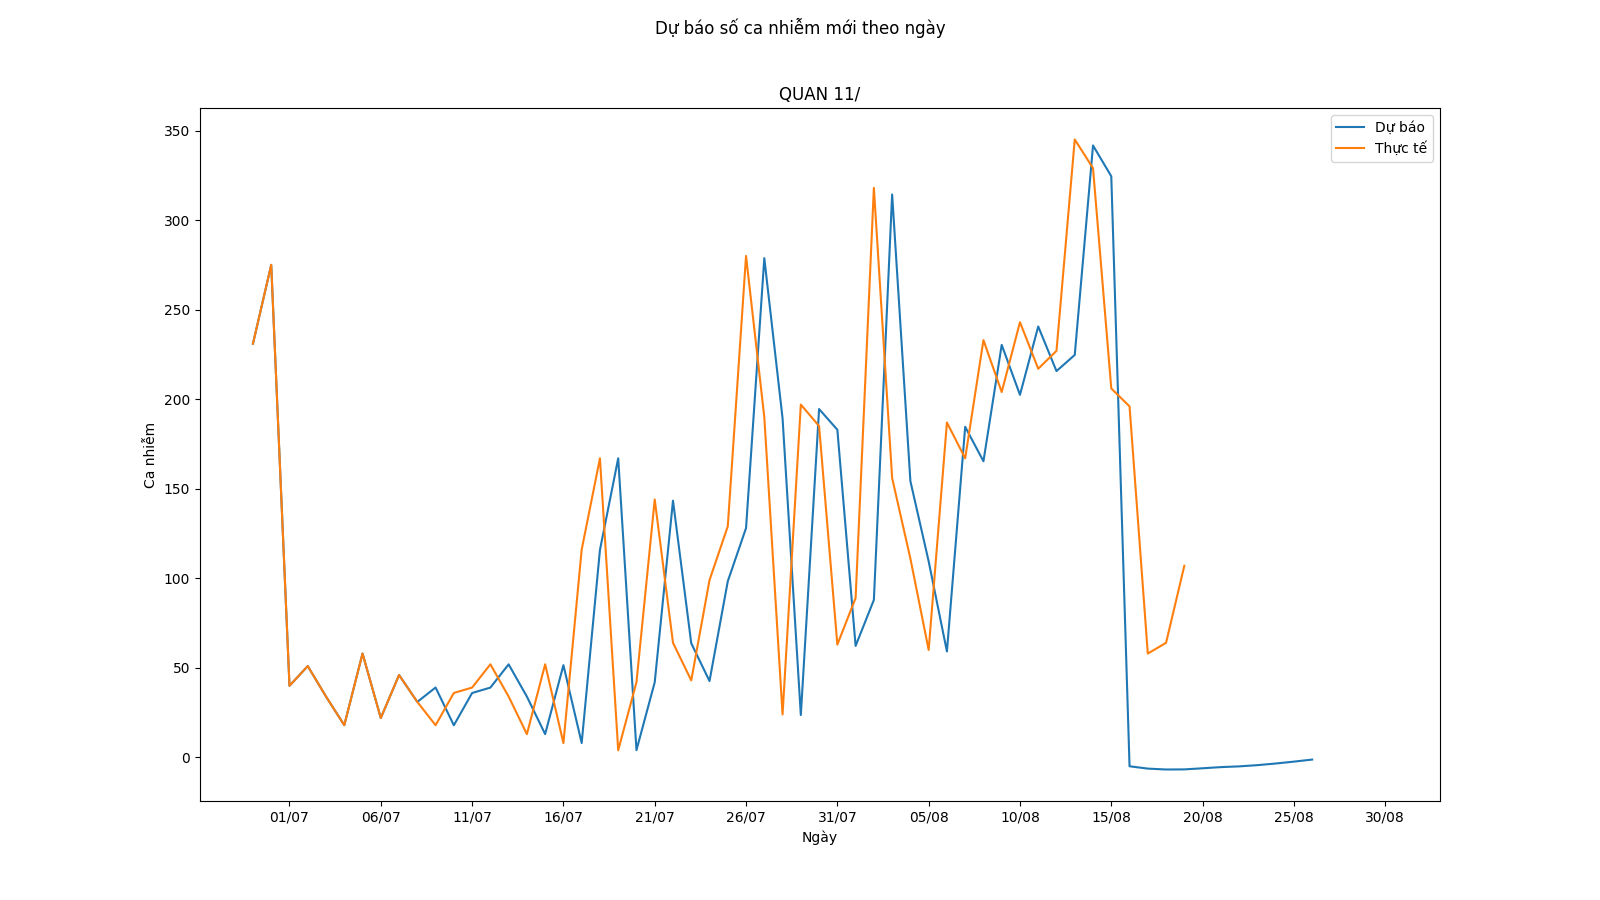 Dự báo số ca nhiễm mới theo ngày
QUAN 11/
Dự báo
Thực tế
350
300
250
200
150
100
50
0
Ca nhiễm
01/07 06/07 11/07 16/07 21/07 26/07 31/07 05/08 10/08 15/08 20/08 25/08 30/08
Ngày